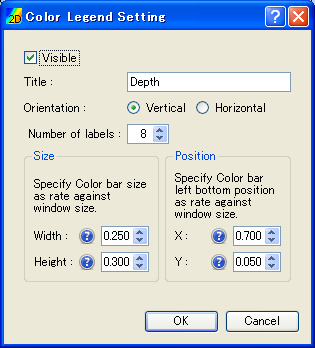 2D Color Legend Setting
Visible
Title : Depth
Orientation : Vertical Horizontal
Number of labels : 8
Size
Specify Color bar size
as rate against
window size.
Width : ? 0.250
Height : ? 0.300
Position
Specify Color bar
left bottom position
as rate against
window size.
X : ? 0.700
Y : ? 0.050
OK Cancel